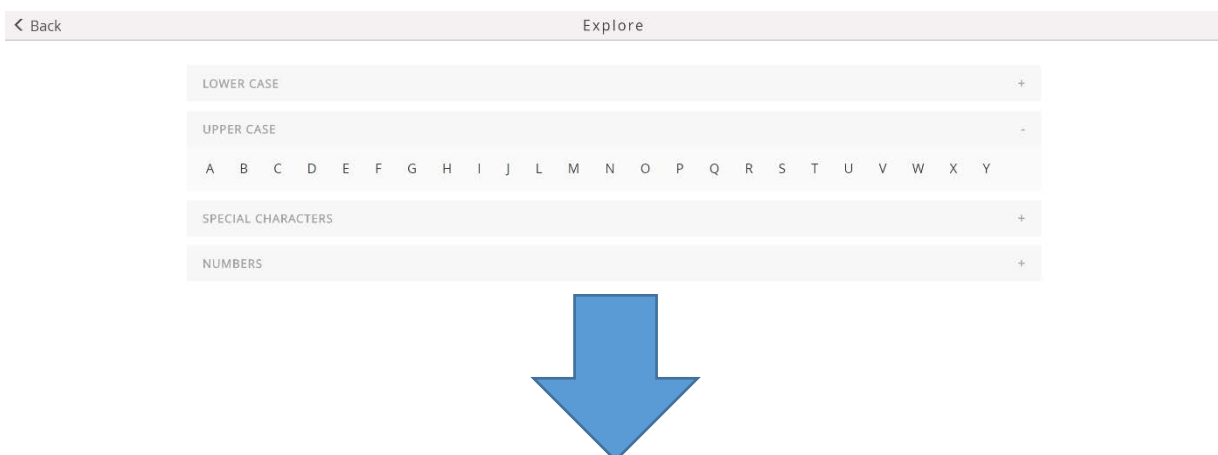 Back Explore
LOWER CASE +
UPPER CASE -
A B C D E F G H I J L M N O P Q R S T U V W X Y
SPECIAL CHARACTERS +
NUMBERS +